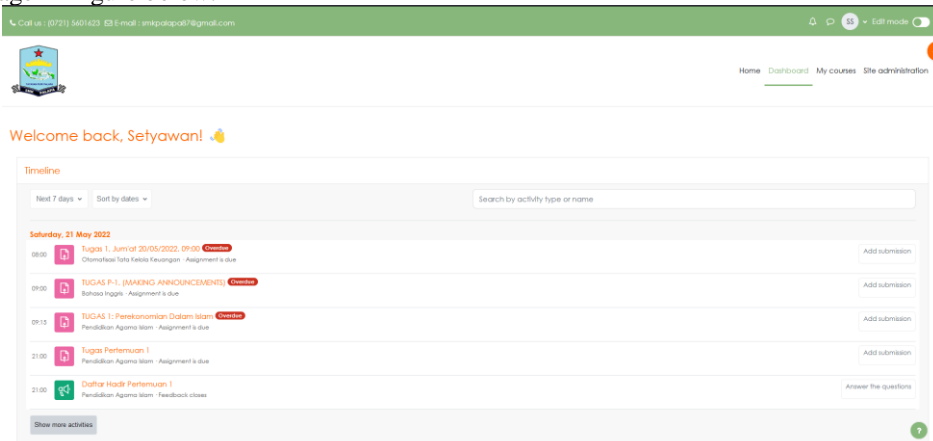 Call us : (0721) 5601623 E-mail : smkpalapa87@gmail.com
SS Edit mode
Home Dashboard My courses Site administration
Welcome back, Setyawan!
Timeline
Next 7 days Sort by dates Search by activity type or name
Saturday, 21 May 2022
08:00 Tugas 1, Jum'at 20/05/2022, 09:00 Overdue Add submission
Otomatisasi Tata Kelola Keuangan · Assignment is due
09:00 TUGAS P-1. (MAKING ANNOUNCEMENTS) Overdue Add submission
Bahasa Inggris · Assignment is due
09:15 TUGAS 1: Perekonomian Dalam Islam Overdue Add submission
Pendidikan Agama Islam · Assignment is due
21:00 Tugas Pertemuan 1 Add submission
Pendidikan Agama Islam · Assignment is due
21:00 Daftar Hadir Pertemuan 1 Answer the questions
Pendidikan Agama Islam · Feedback closes
Show more activities
?